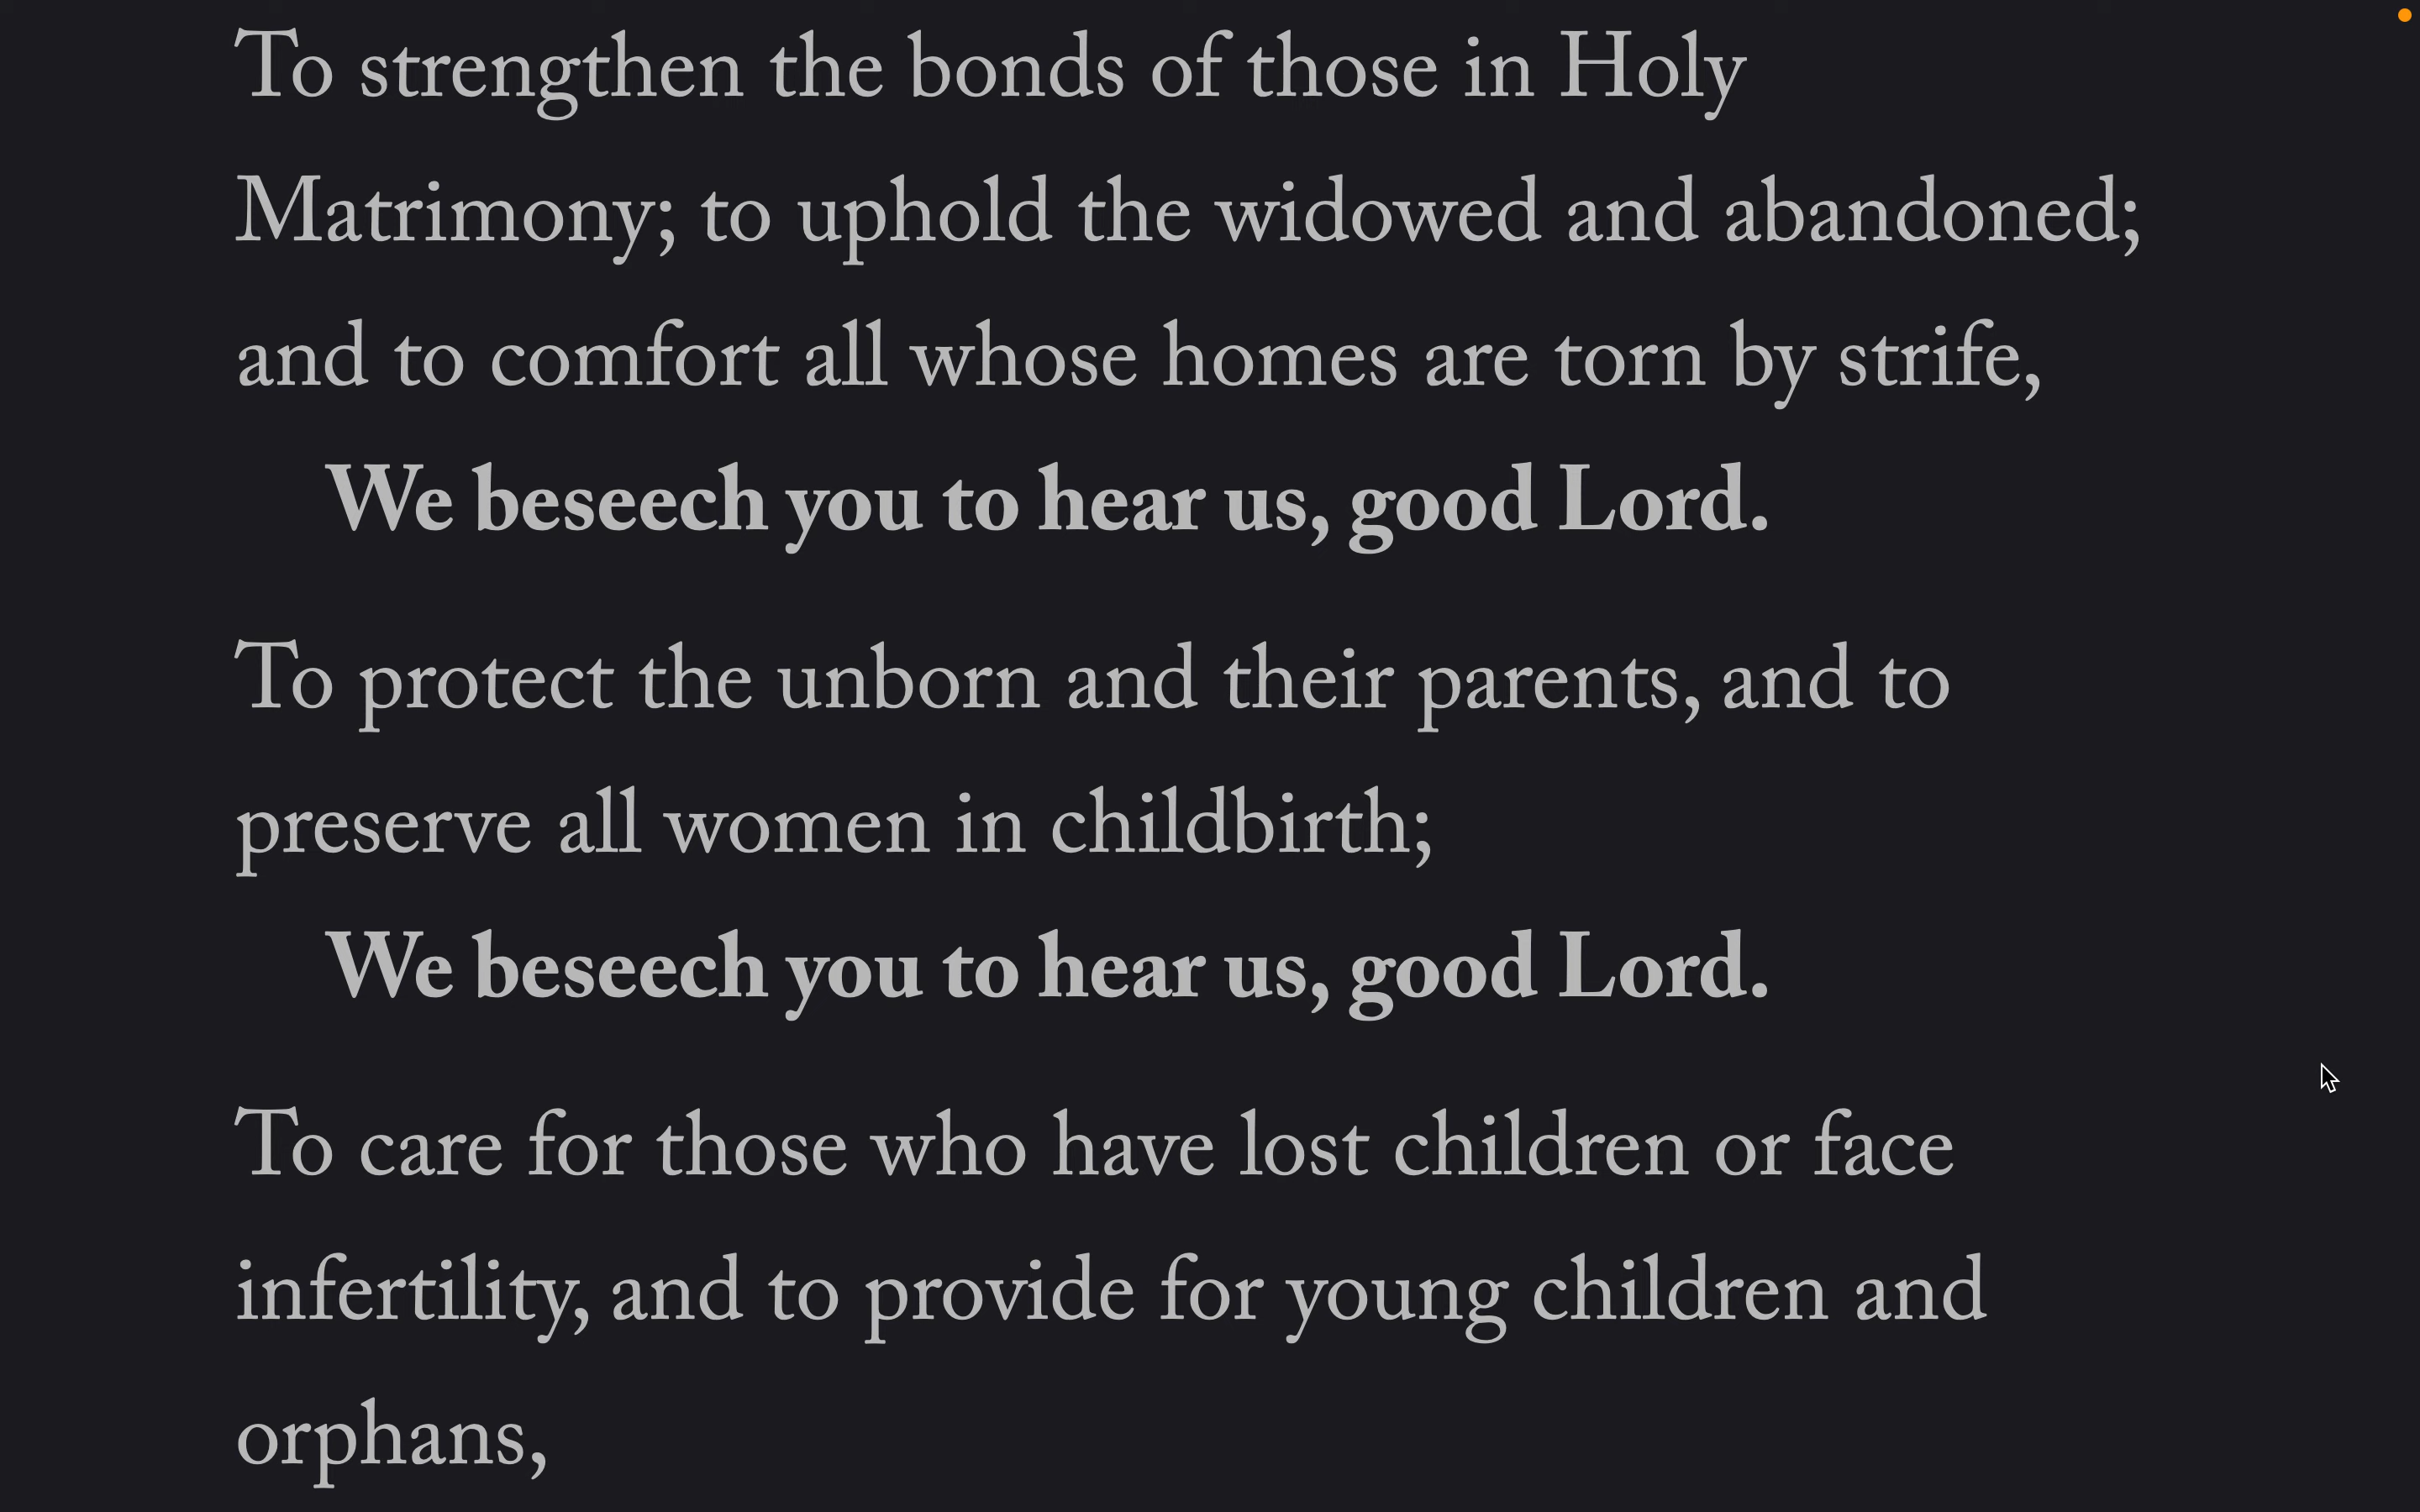 To strengthen the bonds of those in Holy
Matrimony; to uphold the widowed and abandoned;
and to comfort all whose homes are torn by strife,
We beseech you to hear us, good Lord.
To protect the unborn and their parents, and to
preserve all women in childbirth;
We beseech you to hear us, good Lord.
To care for those who have lost children or face
infertility, and to provide for young children and
orphans,